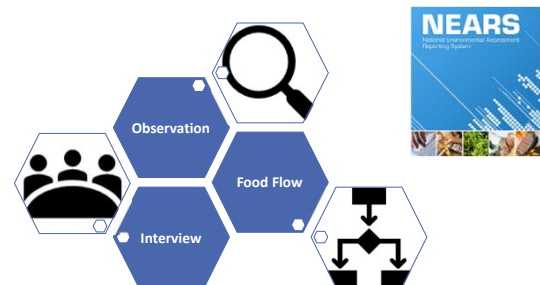 NEARS
National Environmental Assessment
Reporting System
Observation
Food Flow
Interview